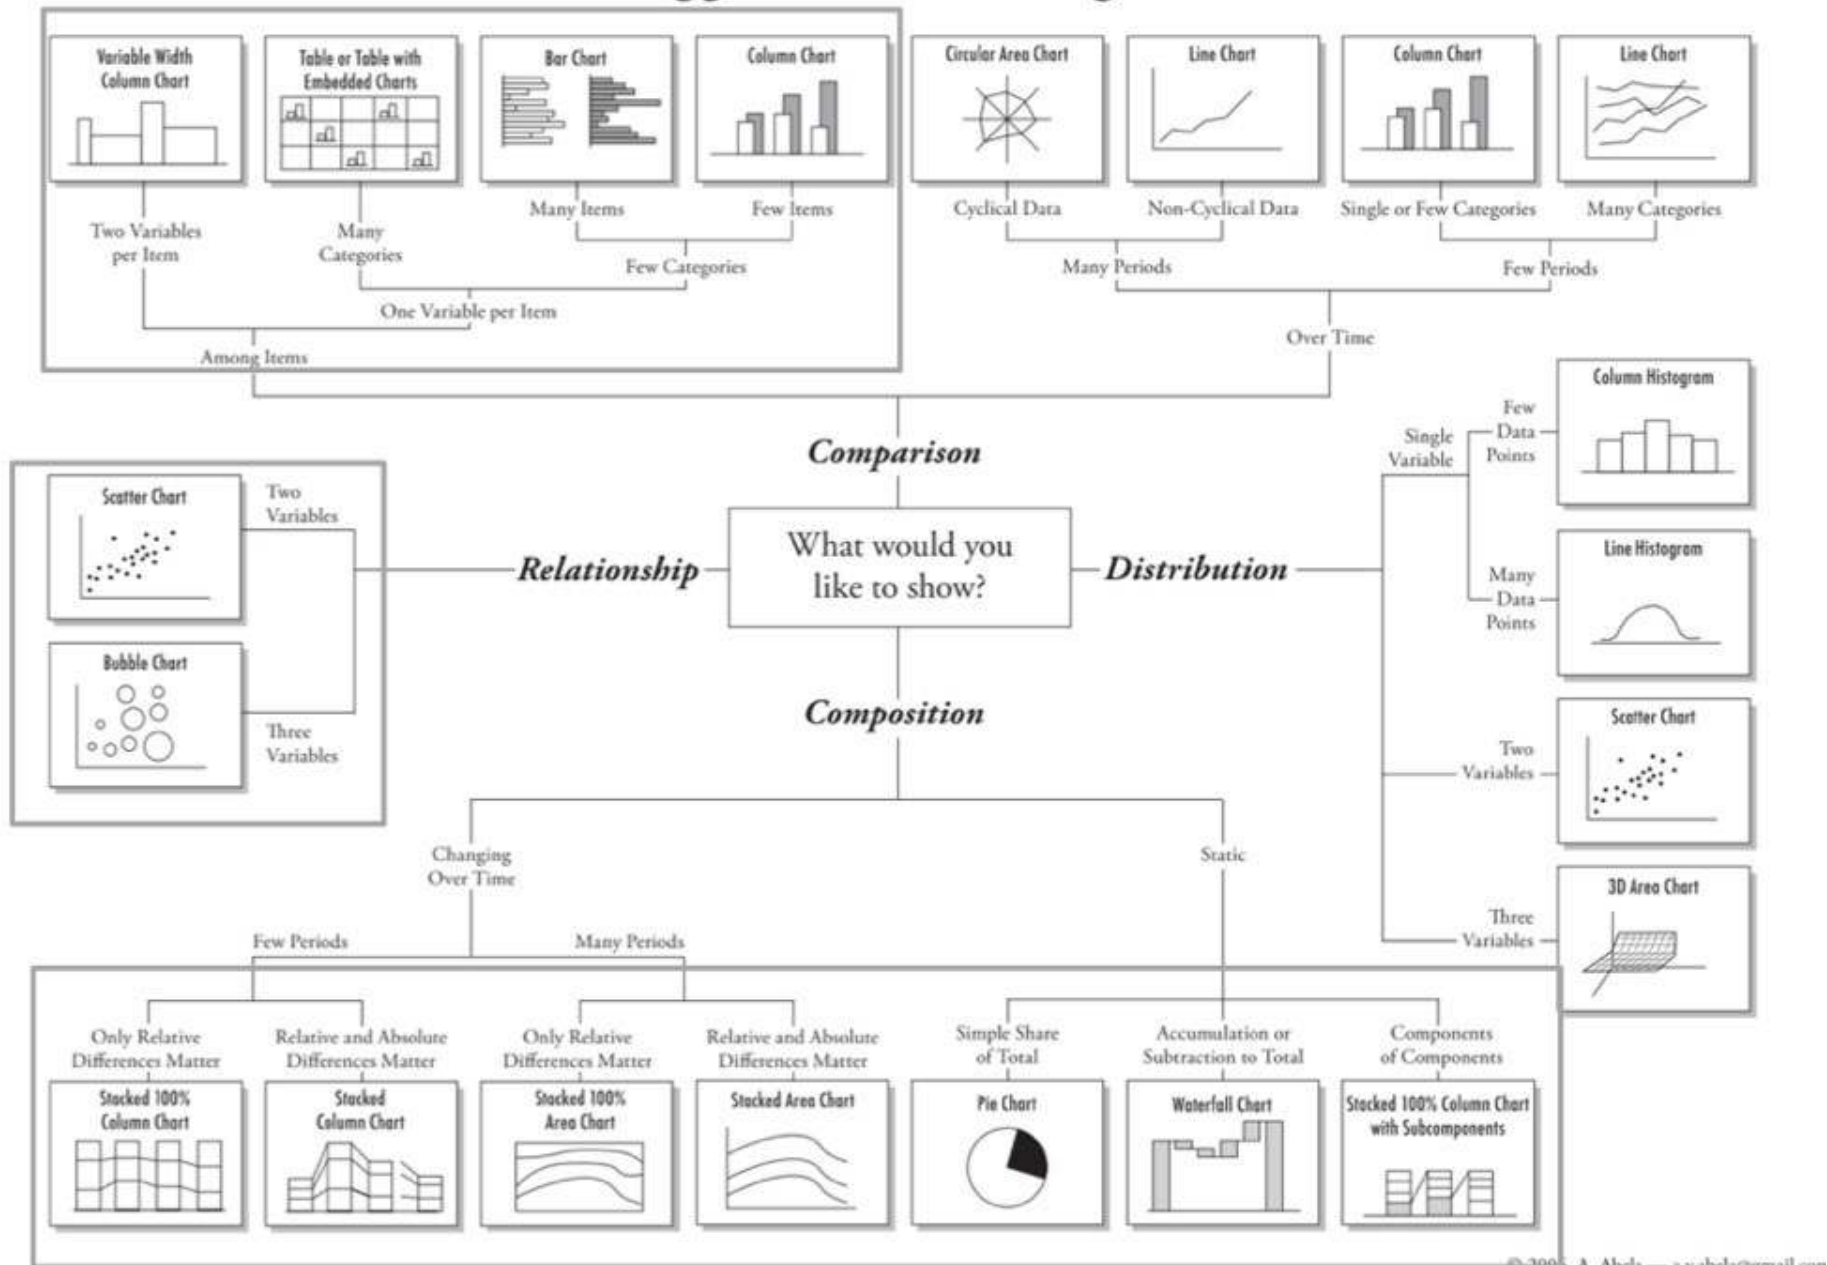 Variable Width
Column Chart
Table or Table with
Embedded Charts
Bar Chart
Column Chart
Circular Area Chart
Line Chart
Column Chart
Line Chart
Two Variables
per Item
Many
Categories
Many Items
Few Items
Cyclical Data
Non-Cyclical Data
Single or Few Categories
Many Categories
Few Categories
Many Periods
Few Periods
One Variable per Item
Among Items
Over Time
Comparison
What would you
like to show?
Relationship
Two
Variables
Scatter Chart
Three
Variables
Bubble Chart
Distribution
Single
Variable
Few
Data
Points
Column Histogram
Many
Data
Points
Line Histogram
Two
Variables
Scatter Chart
Three
Variables
3D Area Chart
Composition
Changing
Over Time
Static
Few Periods
Many Periods
Only Relative
Differences Matter
Relative and Absolute
Differences Matter
Only Relative
Differences Matter
Relative and Absolute
Differences Matter
Simple Share
of Total
Accumulation or
Subtraction to Total
Components
of Components
Stacked 100%
Column Chart
Stacked
Column Chart
Stacked 100%
Area Chart
Stacked Area Chart
Pie Chart
Waterfall Chart
Stacked 100% Column Chart
with Subcomponents